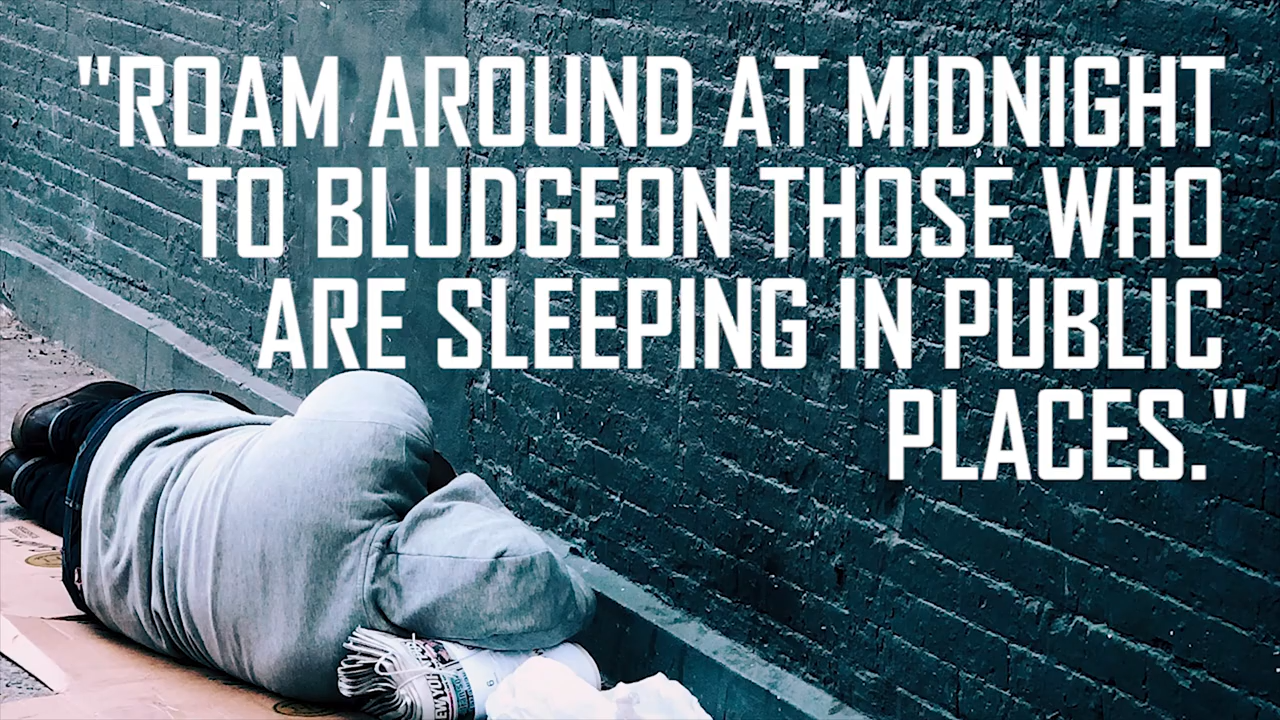 "ROAM AROUND AT MIDNIGHT
TO BLUDGEON THOSE WHO
ARE SLEEPING IN PUBLIC
PLACES."